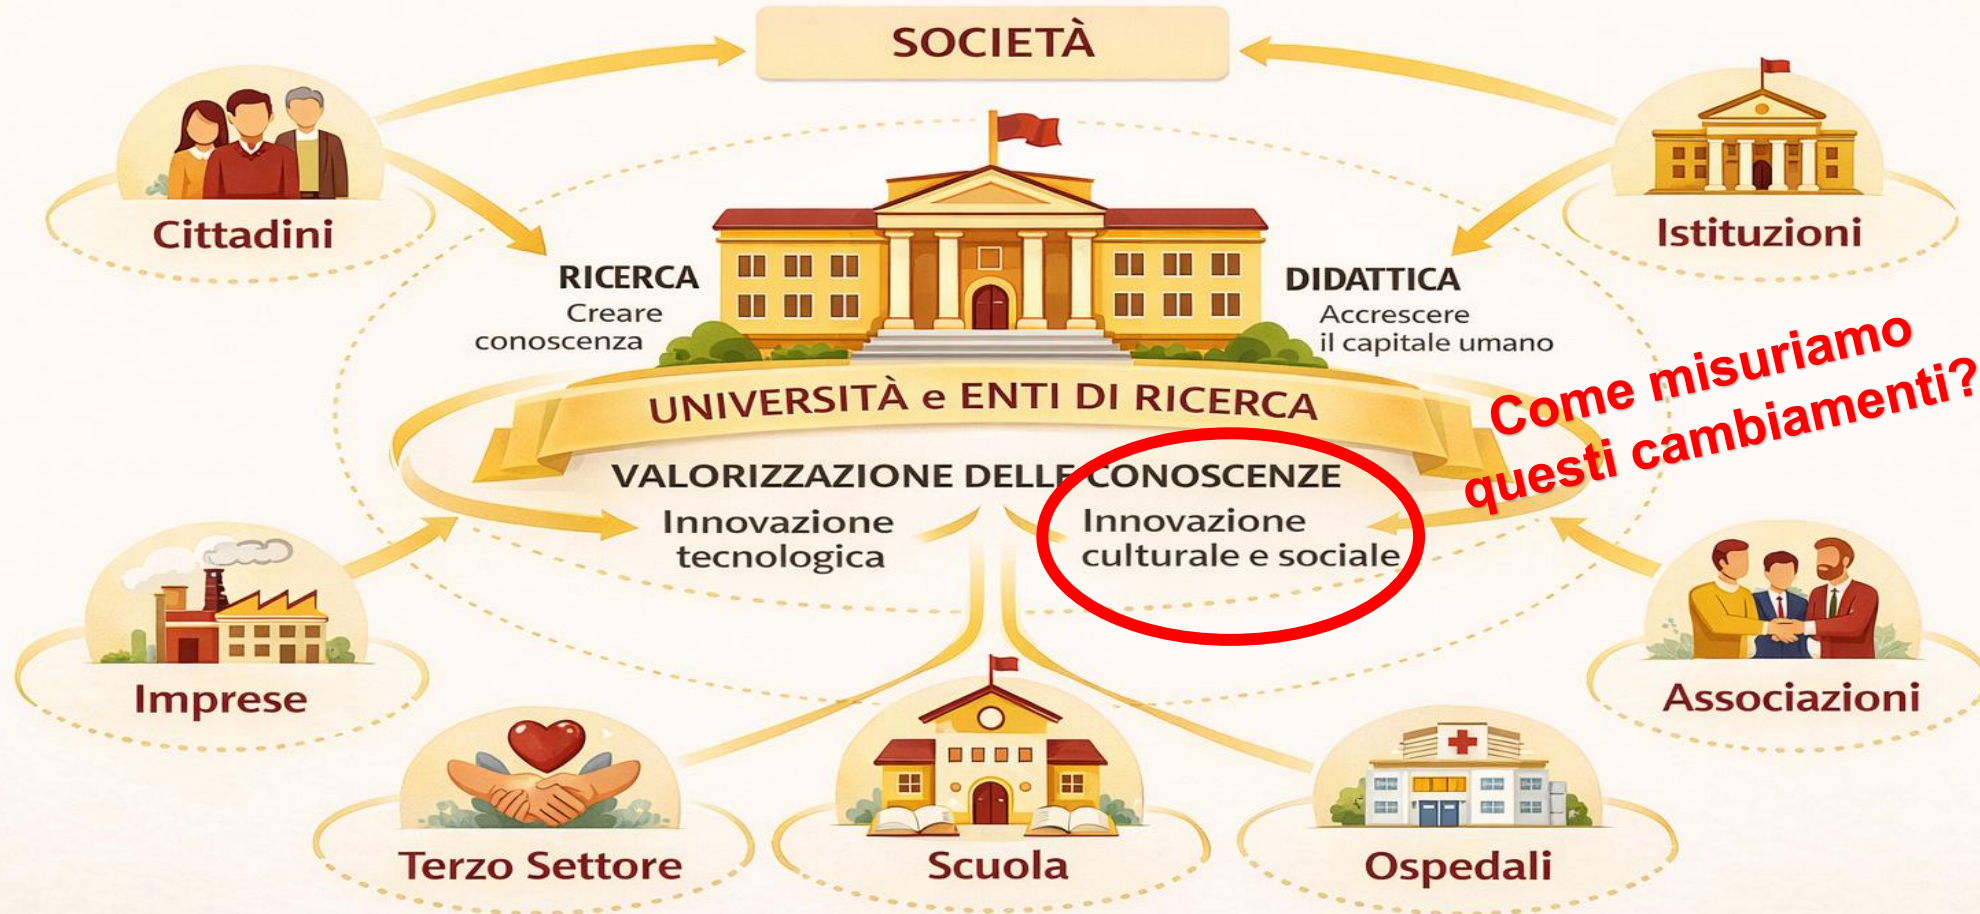 SOCIETÀ
Cittadini
Istituzioni
RICERCA
Creare
conoscenza
DIDATTICA
Accrescere
il capitale umano
Come misuriamo
questi cambiamenti?
UNIVERSITÀ e ENTI DI RICERCA
VALORIZZAZIONE DELLE CONOSCENZE
Innovazione
tecnologica
Innovazione
culturale e sociale
Imprese
Associazioni
Terzo Settore
Scuola
Ospedali